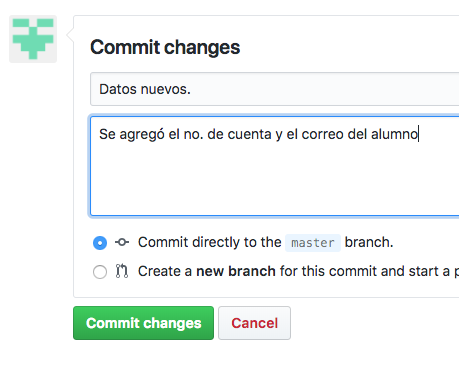 Commit changes
Datos nuevos.
Se agregó el no. de cuenta y el correo del alumno
Commit directly to the master branch.
Create a new branch for this commit and start a
Commit changes
Cancel